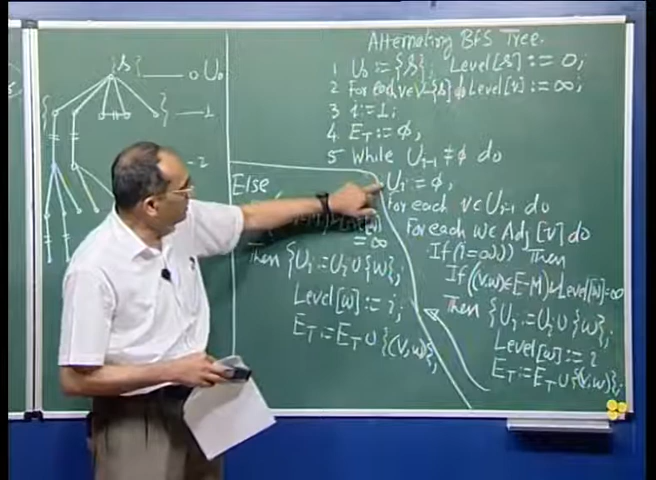 Alternating BFS Tree.
1 U₀ := {s}, Level[s] := 0;
2 For each v∈V-{s} do Level[v] := ∞;
3 i := 1;
4 E_T := ϕ,
5 While U_{i-1} ≠ ϕ do
U_i := ϕ,
For each v∈U_{i-1} do
For each w∈Adj[v] do
If (i = odd) Then
If ((v,w)∈E-M) & Level[w]=∞
Then {U_i := U_i ∪ {w};
Level[w] := i
E_T := E_T ∪ {(v,w)};
Else
= ∞
Then {U_i := U_i ∪ {w};
Level[w] := i;
E_T := E_T ∪ {(v,w)};
{s}
0 U₀
1
2